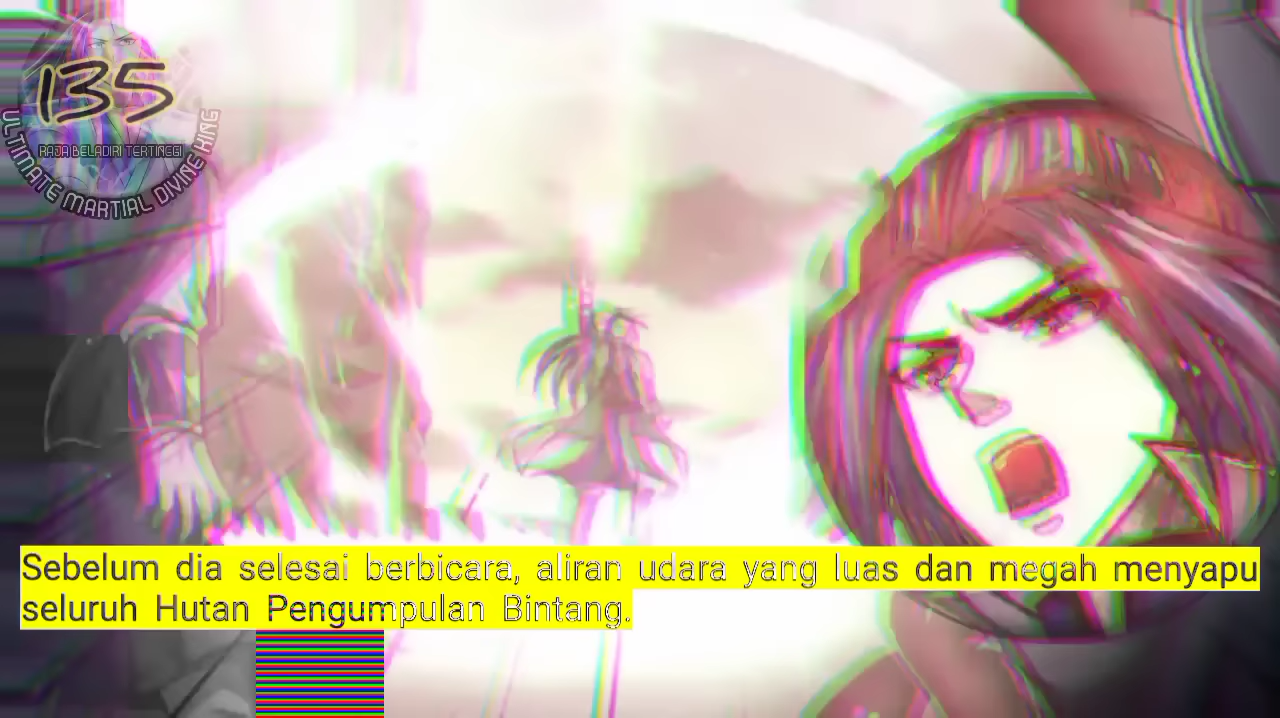 135
RAJA BELADIRI TERTINGGI
ULTIMATE MARTIAL DIVINE KING
Sebelum dia selesai berbicara, aliran udara yang luas dan megah menyapu
seluruh Hutan Pengumpulan Bintang.